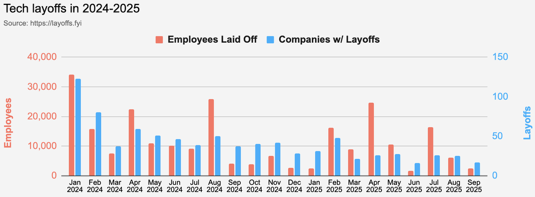 Tech layoffs in 2024-2025
Source: https://layoffs.fyi
Employees Laid Off Companies w/ Layoffs
40,000
30,000
20,000
10,000
0
Employees
150
100
50
0
Layoffs
Jan Feb Mar Apr May Jun Jul Aug Sep Oct Nov Dec Jan Feb Mar Apr May Jun Jul Aug Sep
2024 2024 2024 2024 2024 2024 2024 2024 2024 2024 2024 2024 2025 2025 2025 2025 2025 2025 2025 2025 2025